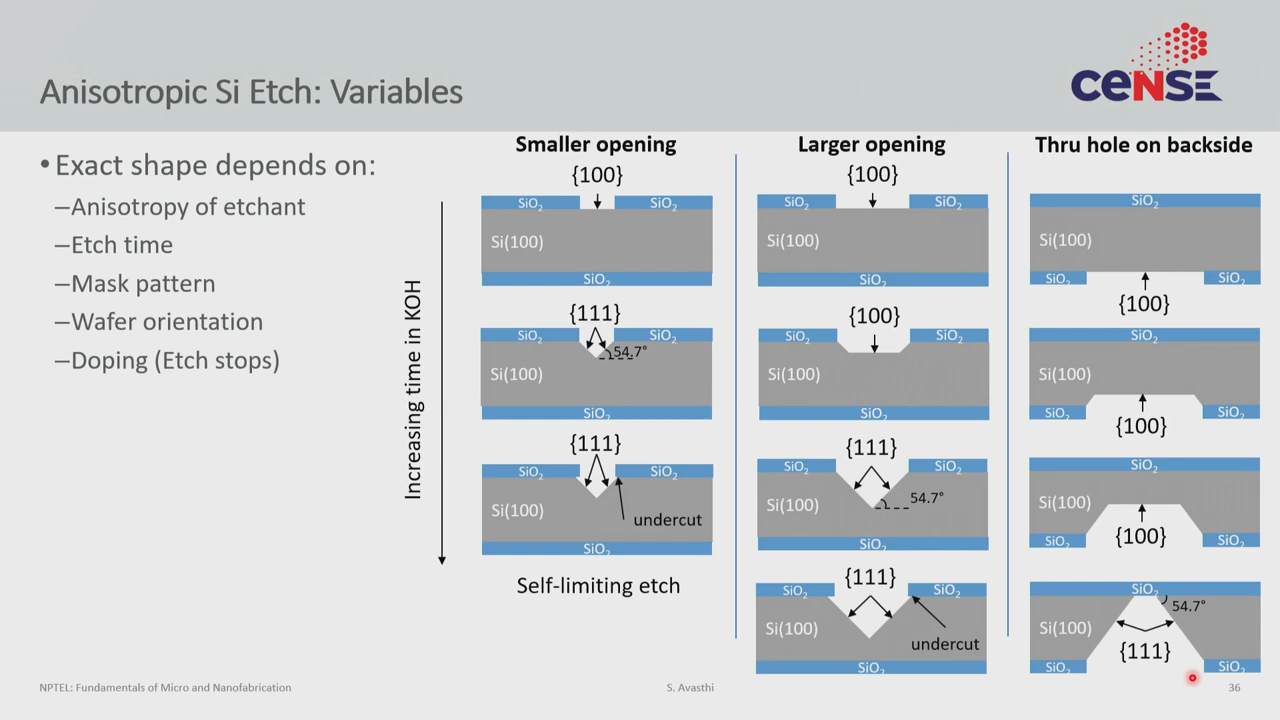 Anisotropic Si Etch: Variables
CeNSE
• Exact shape depends on:
–Anisotropy of etchant
–Etch time
–Mask pattern
–Wafer orientation
–Doping (Etch stops)
Increasing time in KOH
Smaller opening
{100}
SiO₂ SiO₂
Si(100)
SiO₂
{111}
SiO₂ SiO₂
54.7°
Si(100)
SiO₂
{111}
SiO₂ SiO₂
Si(100)
undercut
SiO₂
Self-limiting etch
Larger opening
{100}
SiO₂ SiO₂
Si(100)
SiO₂
{100}
SiO₂ SiO₂
Si(100)
SiO₂
{111}
SiO₂ SiO₂
54.7°
Si(100)
SiO₂
{111}
SiO₂ SiO₂
Si(100)
undercut
SiO₂
Thru hole on backside
SiO₂
Si(100)
SiO₂ SiO₂
{100}
SiO₂
Si(100)
SiO₂ SiO₂
{100}
SiO₂
Si(100)
SiO₂ SiO₂
{100}
SiO₂
54.7°
Si(100)
{111}
SiO₂ SiO₂
NPTEL: Fundamentals of Micro and Nanofabrication
S. Avasthi
36